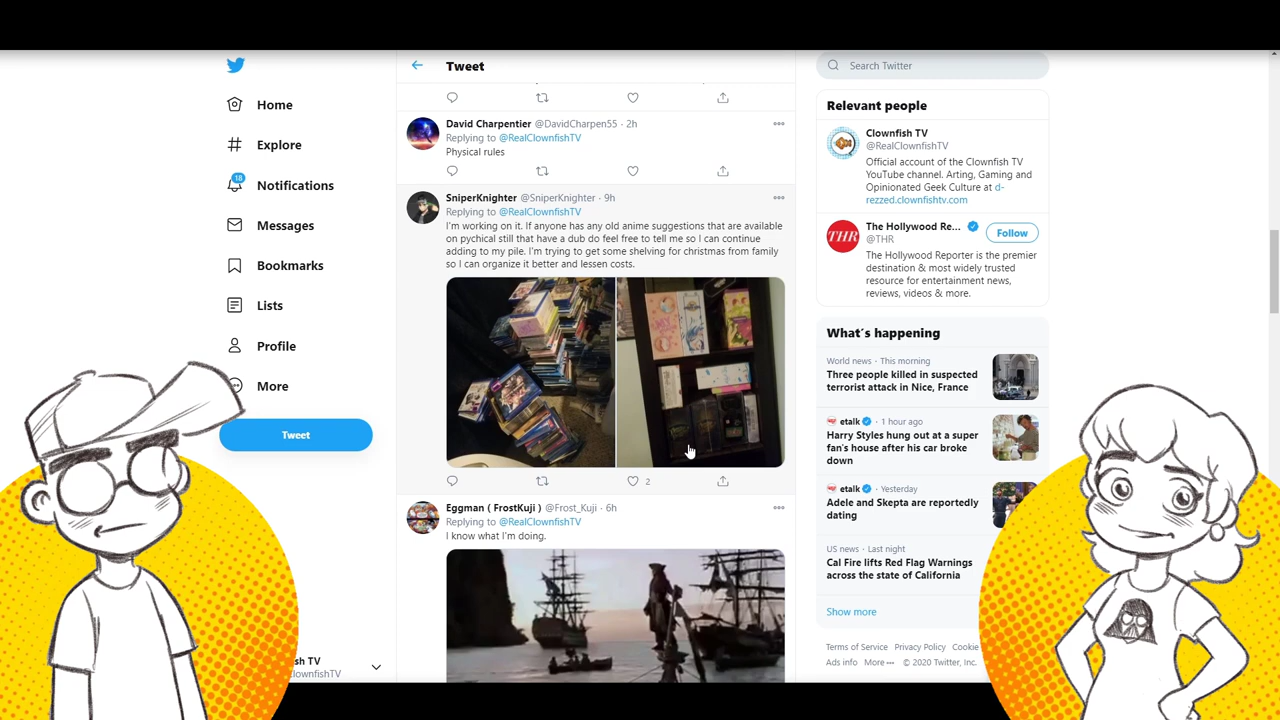 Home
Explore
18
Notifications
Messages
Bookmarks
Lists
Profile
More
Tweet
sh TV
lownfishTV
Tweet
David Charpentier @DavidCharpen55 · 2h
Replying to @RealClownfishTV
Physical rules
SniperKnighter @SniperKnighter · 9h
Replying to @RealClownfishTV
I'm working on it. If anyone has any old anime suggestions that are available
on pychical still that have a dub do feel free to tell me so I can continue
adding to my pile. I'm trying to get some shelving for christmas from family
so I can organize it better and lessen costs.
2
Eggman ( FrostKuji ) @Frost_Kuji · 6h
Replying to @RealClownfishTV
I know what I'm doing.
Search Twitter
Relevant people
Clownfish TV
@RealClownfishTV
Official account of the Clownfish TV
YouTube channel. Arting, Gaming and
Opinionated Geek Culture at d-
rezzed.clownfishtv.com
THR
The Hollywood Re...
@THR
Follow
The Hollywood Reporter is the premier
destination & most widely trusted
resource for entertainment news,
reviews, videos & more.
What's happening
World news · This morning
Three people killed in suspected
terrorist attack in Nice, France
etalk · 1 hour ago
Harry Styles hung out at a super
fan's house after his car broke
down
etalk · Yesterday
Adele and Skepta are reportedly
dating
US news · Last night
Cal Fire lifts Red Flag Warnings
across the state of California
Show more
Terms of Service Privacy Policy Cookie
Ads info More ••• © 2020 Twitter, Inc.